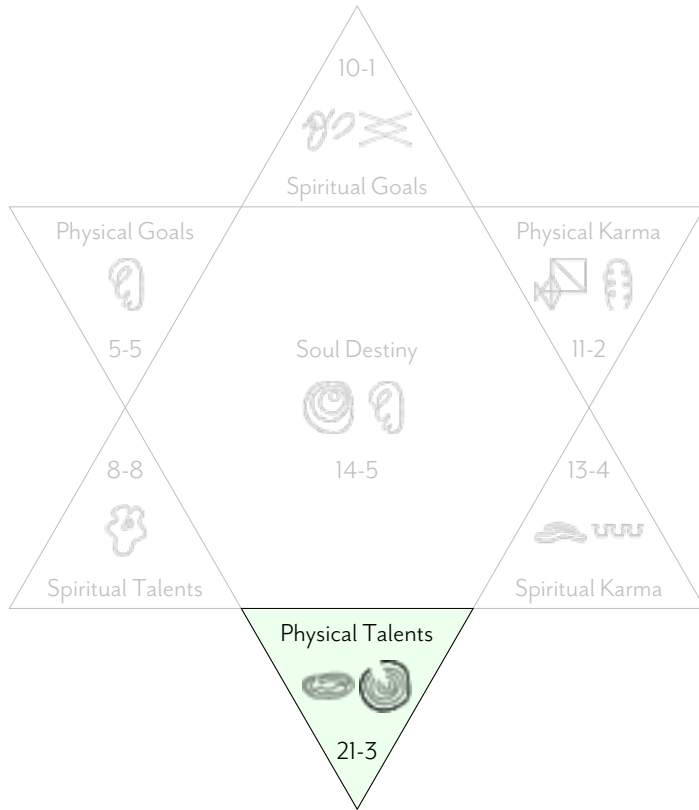 10-1
Spiritual Goals
Physical Goals
Physical Karma
5-5
Soul Destiny
11-2
8-8
14-5
13-4
Spiritual Talents
Spiritual Karma
Physical Talents
21-3